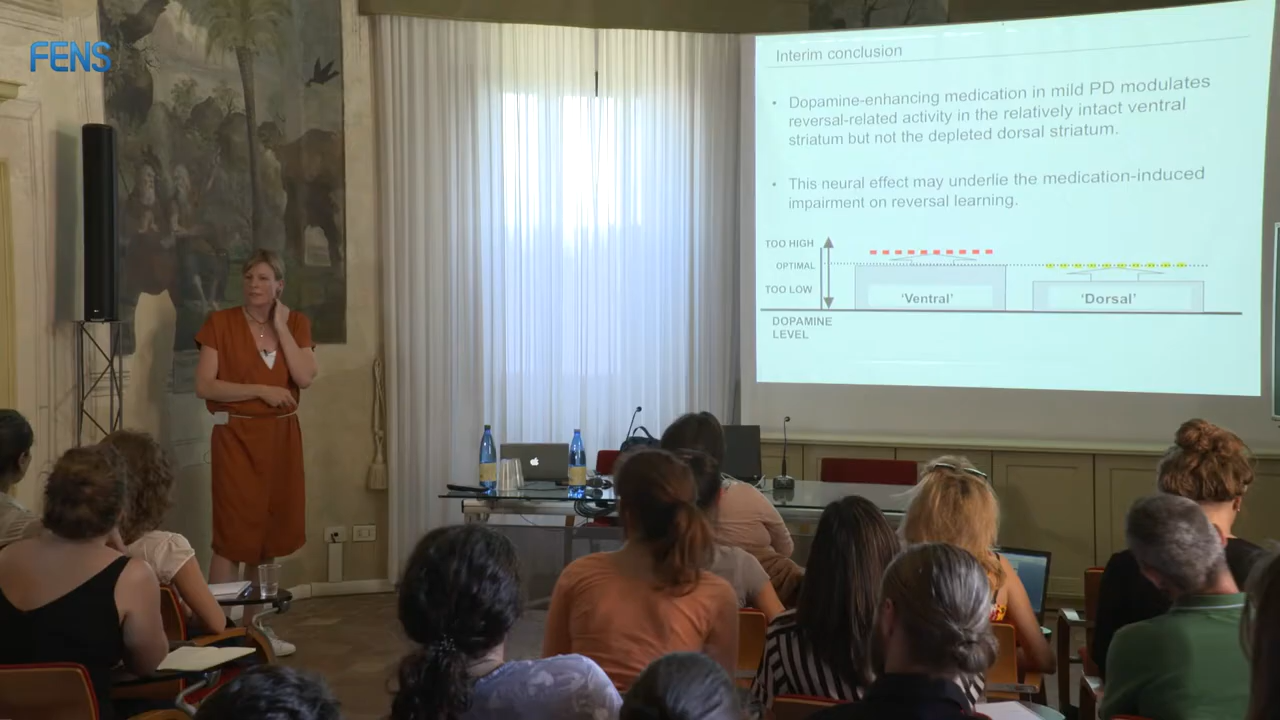 FENS
Interim conclusion
• Dopamine-enhancing medication in mild PD modulates
reversal-related activity in the relatively intact ventral
striatum but not the depleted dorsal striatum.
• This neural effect may underlie the medication-induced
impairment on reversal learning.
TOO HIGH
OPTIMAL
TOO LOW
'Ventral'
'Dorsal'
DOPAMINE
LEVEL